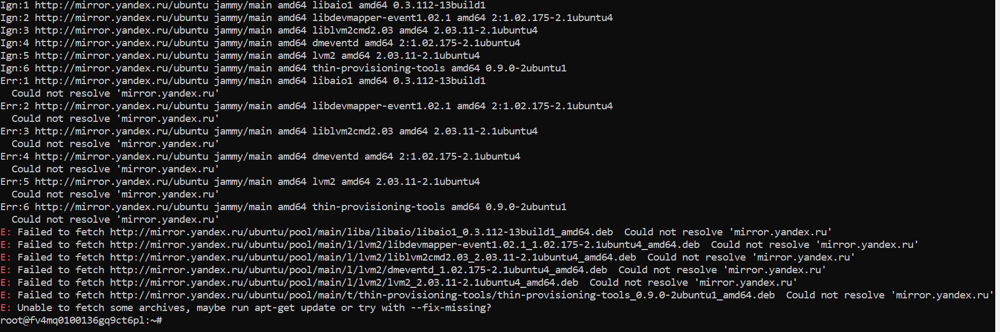 Ign:1 http://mirror.yandex.ru/ubuntu jammy/main amd64 libaio1 amd64 0.3.112-13build1
Ign:2 http://mirror.yandex.ru/ubuntu jammy/main amd64 libdevmapper-event1.02.1 amd64 2:1.02.175-2.1ubuntu4
Ign:3 http://mirror.yandex.ru/ubuntu jammy/main amd64 liblvm2cmd2.03 amd64 2.03.11-2.1ubuntu4
Ign:4 http://mirror.yandex.ru/ubuntu jammy/main amd64 dmeventd amd64 2:1.02.175-2.1ubuntu4
Ign:5 http://mirror.yandex.ru/ubuntu jammy/main amd64 lvm2 amd64 2.03.11-2.1ubuntu4
Ign:6 http://mirror.yandex.ru/ubuntu jammy/main amd64 thin-provisioning-tools amd64 0.9.0-2ubuntu1
Err:1 http://mirror.yandex.ru/ubuntu jammy/main amd64 libaio1 amd64 0.3.112-13build1
  Could not resolve 'mirror.yandex.ru'
Err:2 http://mirror.yandex.ru/ubuntu jammy/main amd64 libdevmapper-event1.02.1 amd64 2:1.02.175-2.1ubuntu4
  Could not resolve 'mirror.yandex.ru'
Err:3 http://mirror.yandex.ru/ubuntu jammy/main amd64 liblvm2cmd2.03 amd64 2.03.11-2.1ubuntu4
  Could not resolve 'mirror.yandex.ru'
Err:4 http://mirror.yandex.ru/ubuntu jammy/main amd64 dmeventd amd64 2:1.02.175-2.1ubuntu4
  Could not resolve 'mirror.yandex.ru'
Err:5 http://mirror.yandex.ru/ubuntu jammy/main amd64 lvm2 amd64 2.03.11-2.1ubuntu4
  Could not resolve 'mirror.yandex.ru'
Err:6 http://mirror.yandex.ru/ubuntu jammy/main amd64 thin-provisioning-tools amd64 0.9.0-2ubuntu1
  Could not resolve 'mirror.yandex.ru'
E: Failed to fetch http://mirror.yandex.ru/ubuntu/pool/main/liba/libaio/libaio1_0.3.112-13build1_amd64.deb  Could not resolve 'mirror.yandex.ru'
E: Failed to fetch http://mirror.yandex.ru/ubuntu/pool/main/l/lvm2/libdevmapper-event1.02.1_1.02.175-2.1ubuntu4_amd64.deb  Could not resolve 'mirror.yandex.ru'
E: Failed to fetch http://mirror.yandex.ru/ubuntu/pool/main/l/lvm2/liblvm2cmd2.03_2.03.11-2.1ubuntu4_amd64.deb  Could not resolve 'mirror.yandex.ru'
E: Failed to fetch http://mirror.yandex.ru/ubuntu/pool/main/l/lvm2/dmeventd_1.02.175-2.1ubuntu4_amd64.deb  Could not resolve 'mirror.yandex.ru'
E: Failed to fetch http://mirror.yandex.ru/ubuntu/pool/main/l/lvm2/lvm2_2.03.11-2.1ubuntu4_amd64.deb  Could not resolve 'mirror.yandex.ru'
E: Failed to fetch http://mirror.yandex.ru/ubuntu/pool/main/t/thin-provisioning-tools/thin-provisioning-tools_0.9.0-2ubuntu1_amd64.deb  Could not resolve 'mirror.yandex.ru'
E: Unable to fetch some archives, maybe run apt-get update or try with --fix-missing?
root@fv4mq0100136gq9ct6pl:~#